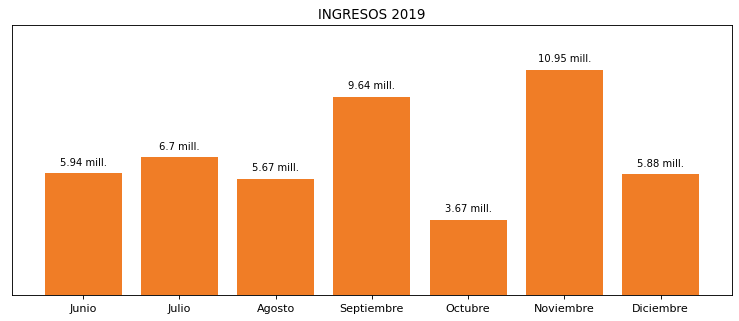 INGRESOS 2019
5.94 mill.
6.7 mill.
5.67 mill.
9.64 mill.
3.67 mill.
10.95 mill.
5.88 mill.
Junio
Julio
Agosto
Septiembre
Octubre
Noviembre
Diciembre